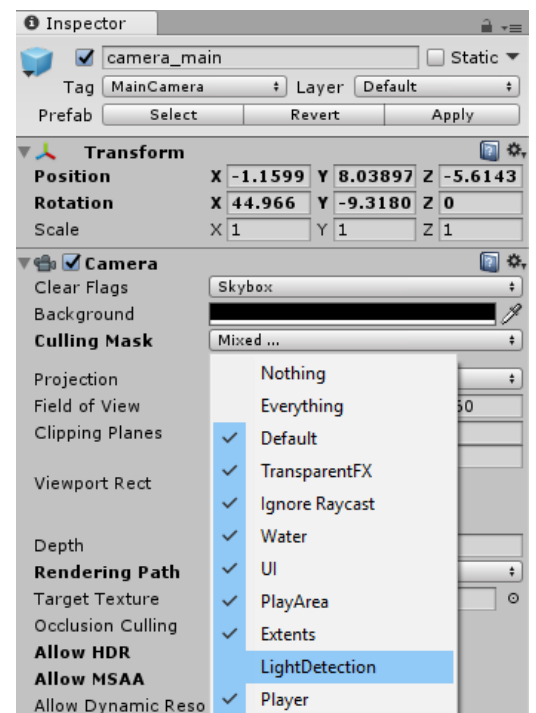 Inspector
camera_main Static
Tag MainCamera Layer Default
Prefab Select Revert Apply
Transform
Position X -1.1599 Y 8.03897 Z -5.6143
Rotation X 44.966 Y -9.3180 Z 0
Scale X 1 Y 1 Z 1
Camera
Clear Flags Skybox
Background
Culling Mask Mixed ...
Nothing
Projection
Everything
Field of View
Default
Clipping Planes
TransparentFX
Viewport Rect
Ignore Raycast
Water
Depth
UI
Rendering Path
Target Texture
PlayArea
Occlusion Culling
Extents
Allow HDR
LightDetection
Allow MSAA
Player
Allow Dynamic Reso